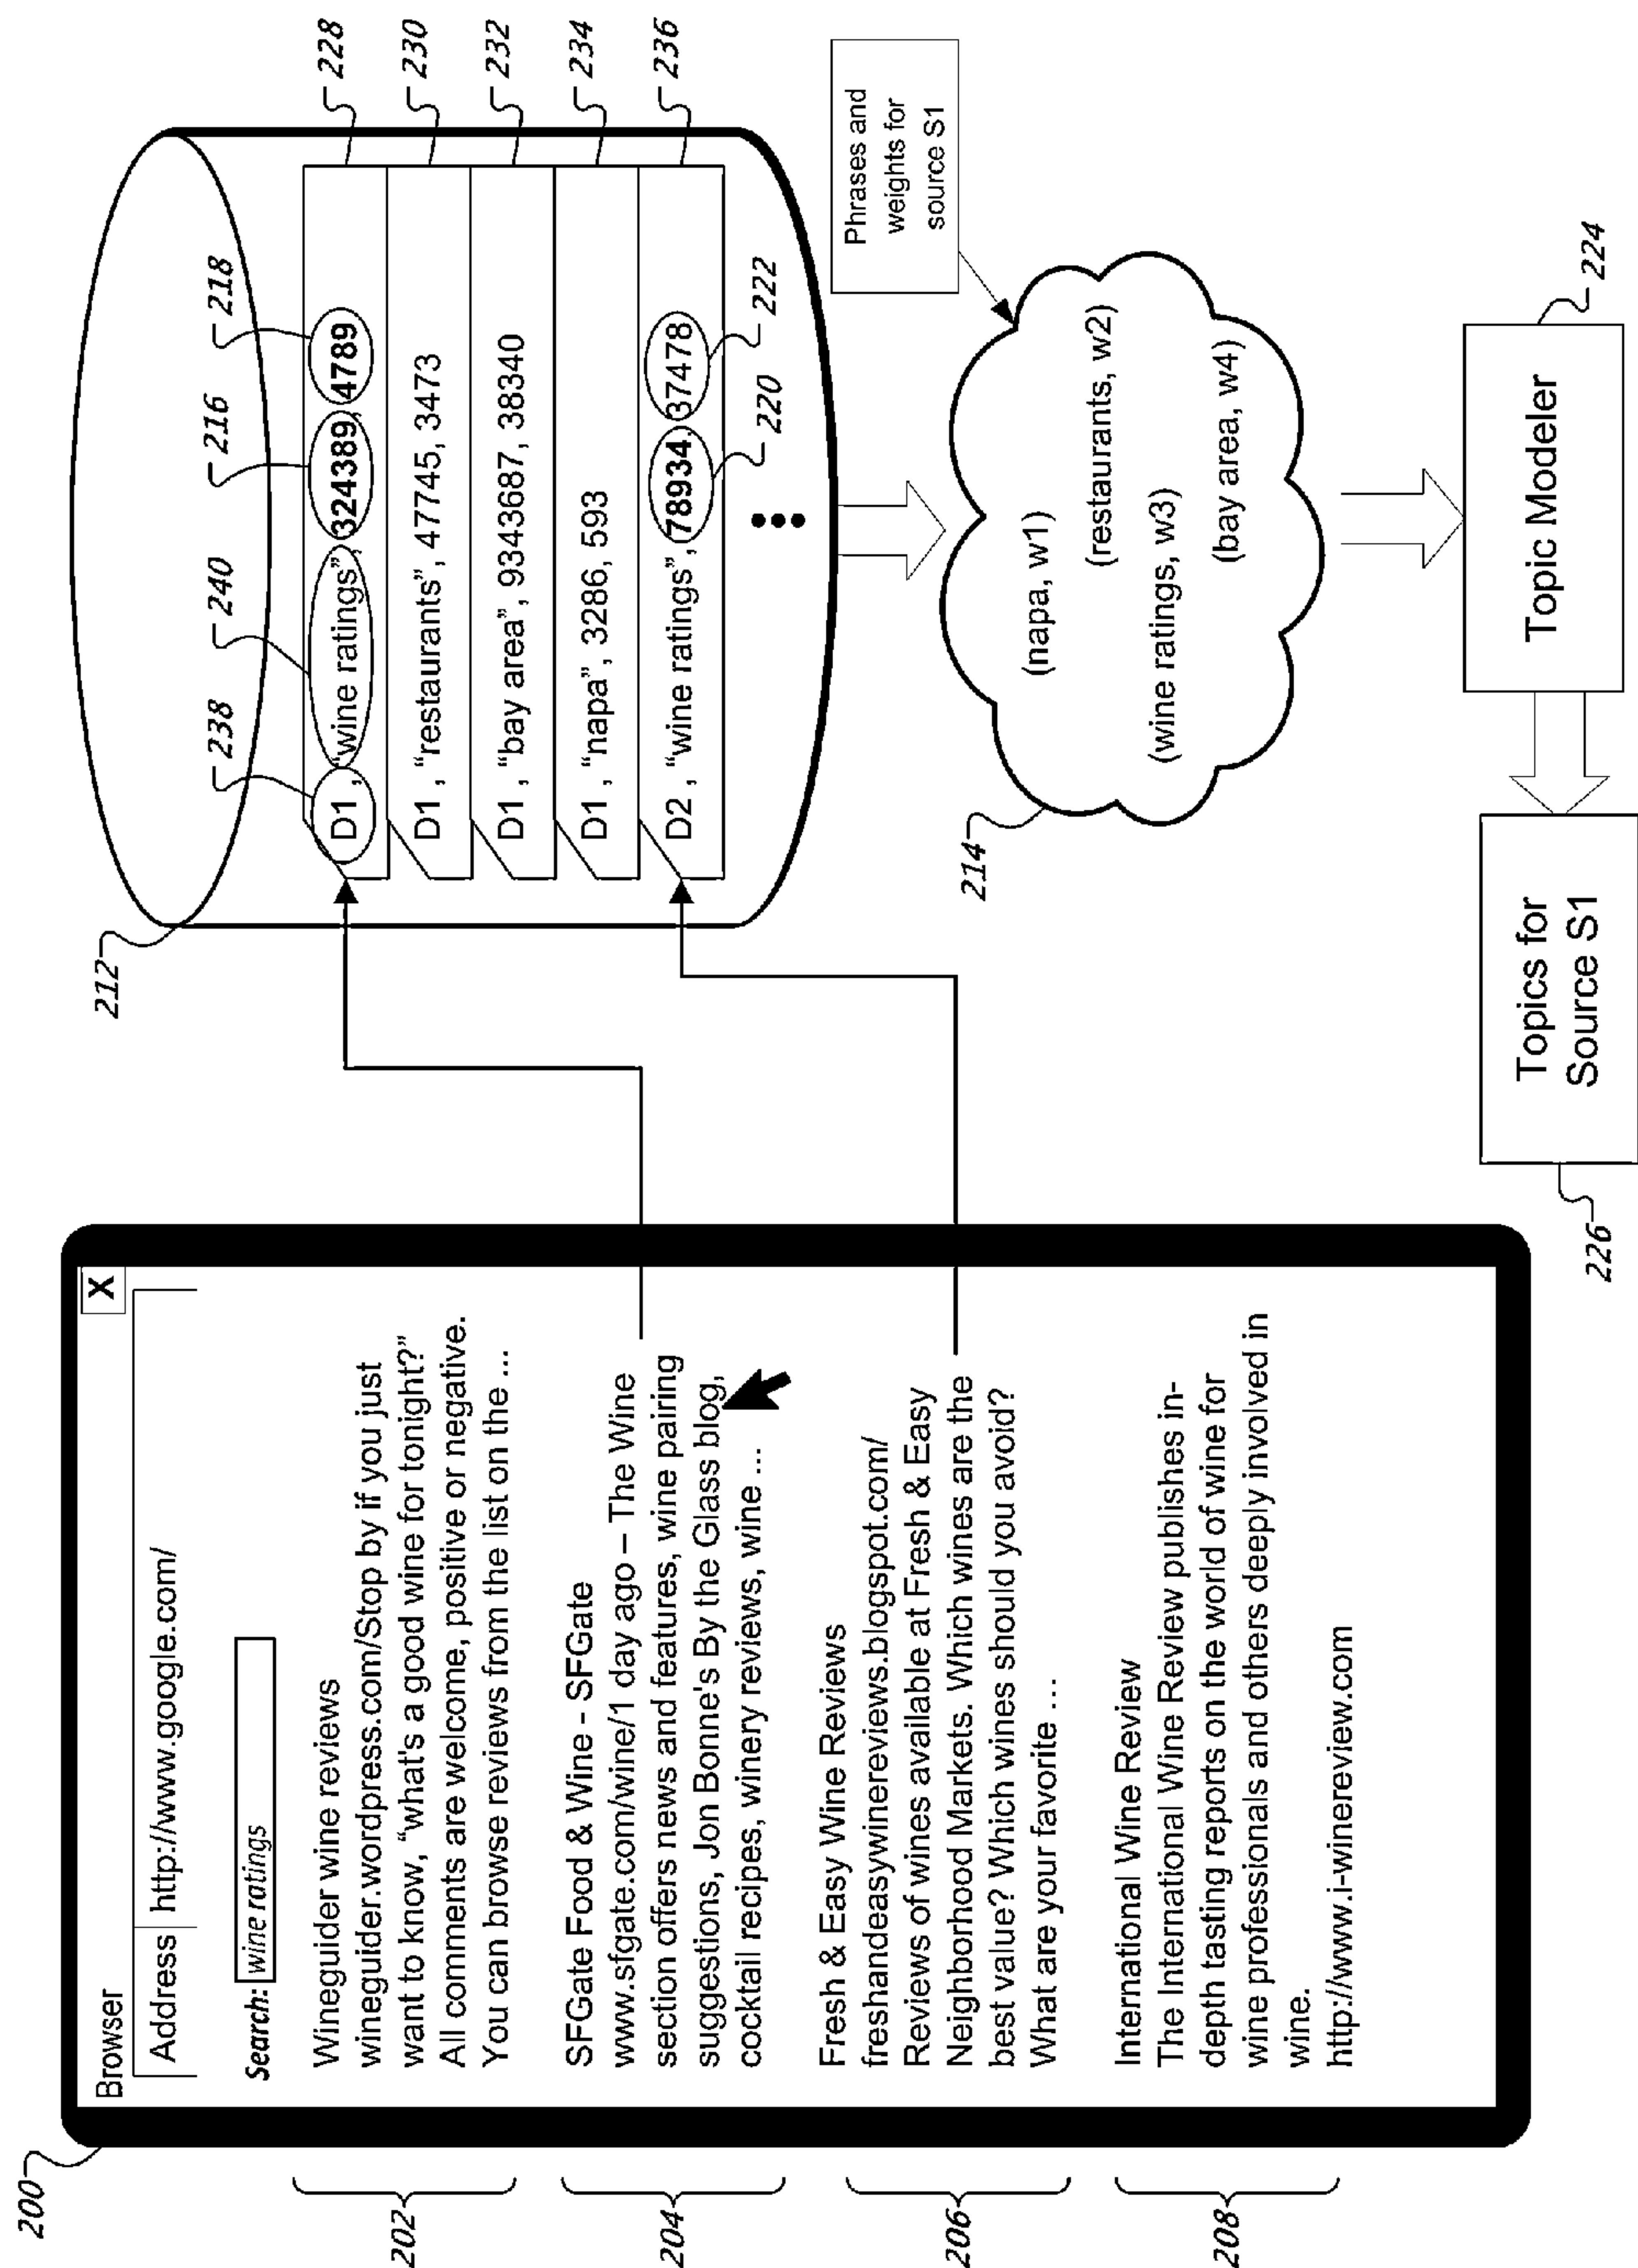 200
Browser
X
Address http://www.google.com/
Search: wine ratings
202
Wineguider wine reviews
wineguider.wordpress.com/Stop by if you just
want to know, “what's a good wine for tonight?”
All comments are welcome, positive or negative.
You can browse reviews from the list on the ...
204
SFGate Food & Wine - SFGate
www.sfgate.com/wine/1 day ago – The Wine
section offers news and features, wine pairing
suggestions, Jon Bonne's By the Glass blog,
cocktail recipes, winery reviews, wine ...
206
Fresh & Easy Wine Reviews
freshandeasywinereviews.blogspot.com/
Reviews of wines available at Fresh & Easy
Neighborhood Markets. Which wines are the
best value? Which wines should you avoid?
What are your favorite ...
208
International Wine Review
The International Wine Review publishes in-
depth tasting reports on the world of wine for
wine professionals and others deeply involved in
wine.
http://www.i-winereview.com
212
238
240
216
218
D1 , “wine ratings”, 324389, 4789
228
D1 , “restaurants”, 47745, 3473
230
D1 , “bay area”, 9343687, 38340
232
D1 , “napa”, 3286, 593
234
D2 , “wine ratings”, 78934, 37478
236
220
222
Phrases and
weights for
source S1
214
(napa, w1)
(restaurants, w2)
(wine ratings, w3)
(bay area, w4)
Topic Modeler
224
Topics for
Source S1
226